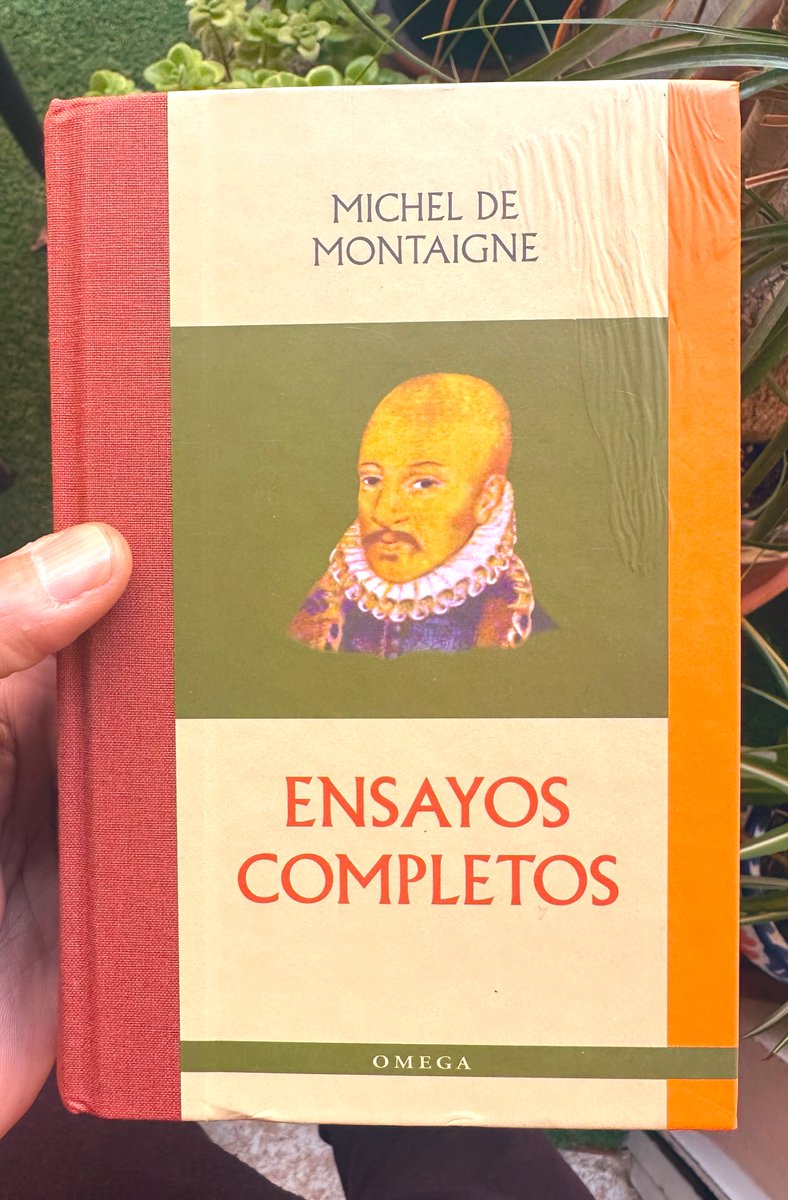 MICHEL DE
MONTAIGNE
ENSAYOS
COMPLETOS
OMEGA